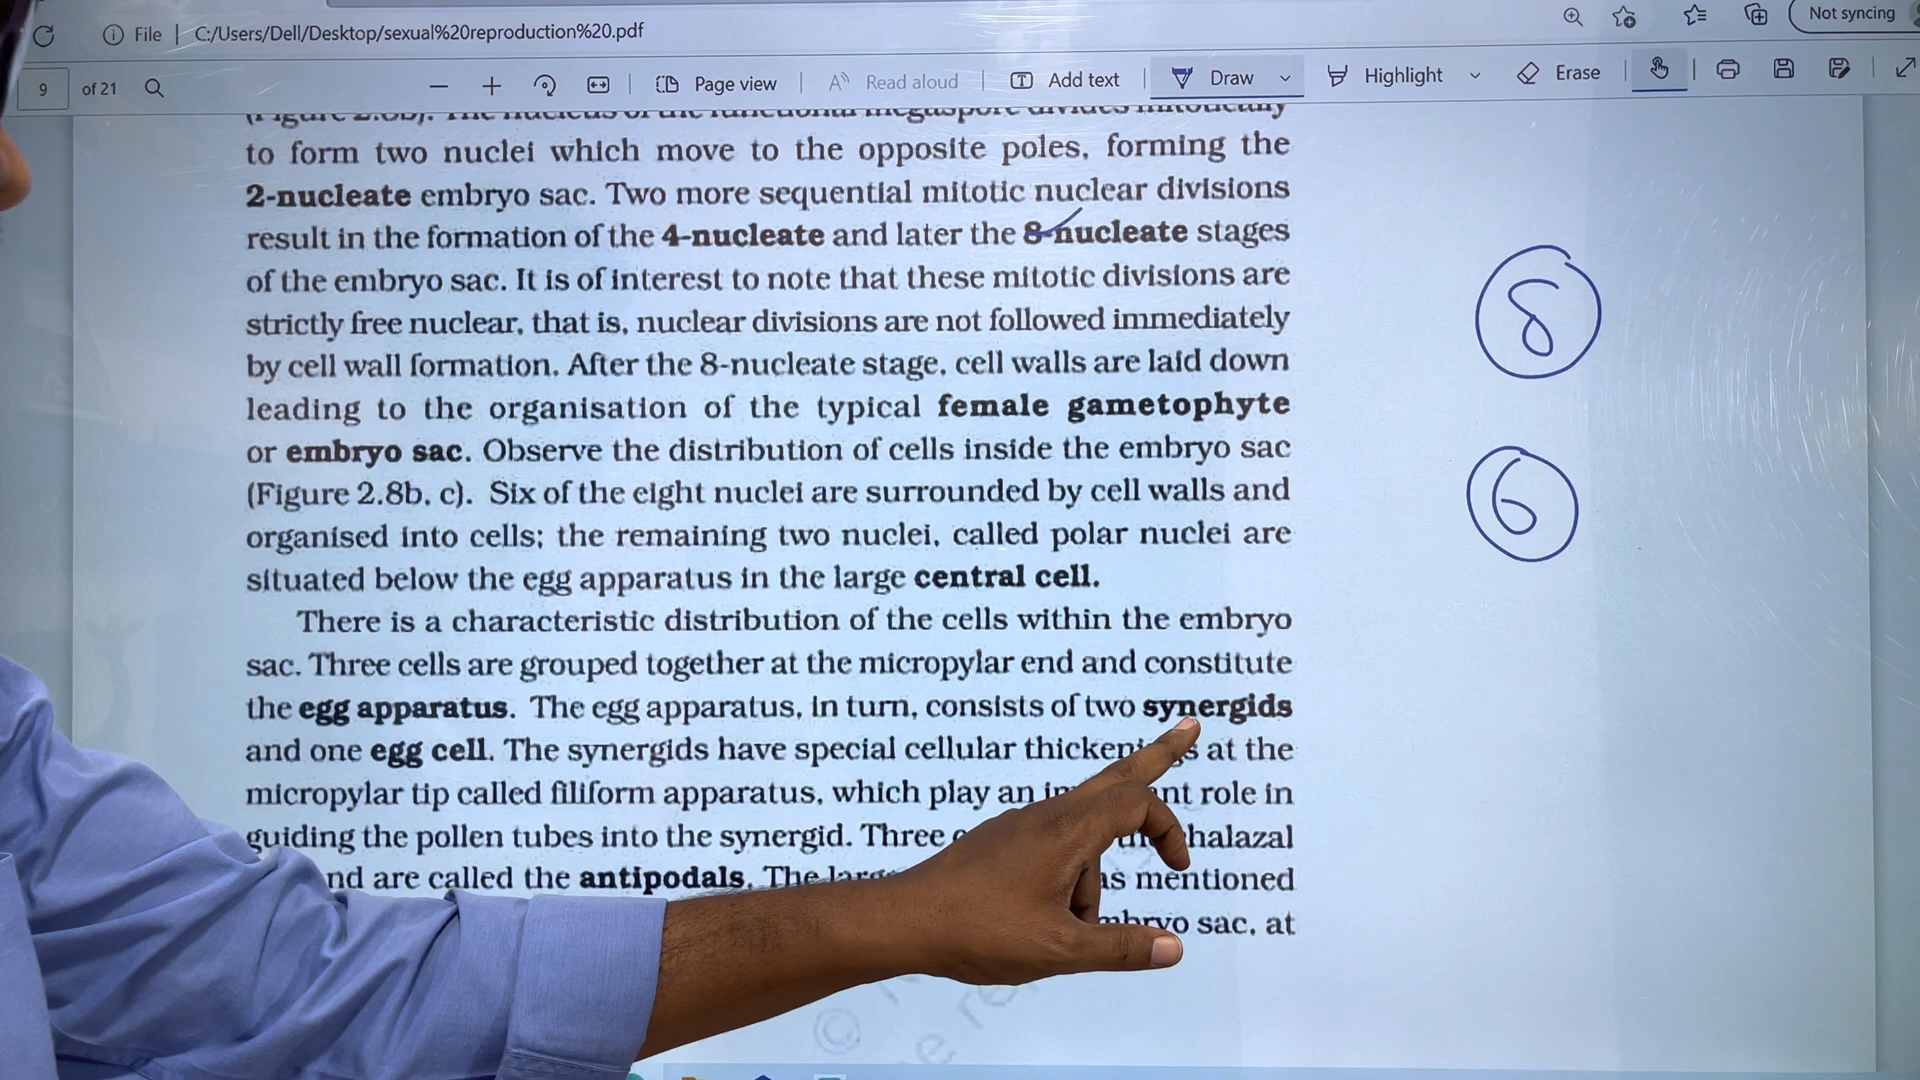 Not syncing
File | C:/Users/Dell/Desktop/sexual%20reproduction%20.pdf
9 of 21 Page view Read aloud Add text Draw Highlight Erase
to form two nuclei which move to the opposite poles, forming the
2-nucleate embryo sac. Two more sequential mitotic nuclear divisions
result in the formation of the 4-nucleate and later the 8-nucleate stages
of the embryo sac. It is of interest to note that these mitotic divisions are
strictly free nuclear, that is, nuclear divisions are not followed immediately
by cell wall formation. After the 8-nucleate stage, cell walls are laid down
leading to the organisation of the typical female gametophyte
or embryo sac. Observe the distribution of cells inside the embryo sac
(Figure 2.8b, c). Six of the eight nuclei are surrounded by cell walls and
organised into cells; the remaining two nuclei, called polar nuclei are
situated below the egg apparatus in the large central cell.
There is a characteristic distribution of the cells within the embryo
sac. Three cells are grouped together at the micropylar end and constitute
the egg apparatus. The egg apparatus, in turn, consists of two synergids
and one egg cell. The synergids have special cellular at the
micropylar tip called filiform apparatus, which play an role in
guiding the pollen tubes into the synergid. Three
are called the antipodals. The mentioned
sac, at
8
6